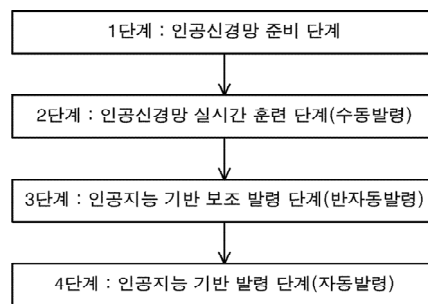 1단계 : 인공신경망 준비 단계
2단계 : 인공신경망 실시간 훈련 단계(수동발령)
3단계 : 인공지능 기반 보조 발령 단계(반자동발령)
4단계 : 인공지능 기반 발령 단계(자동발령)